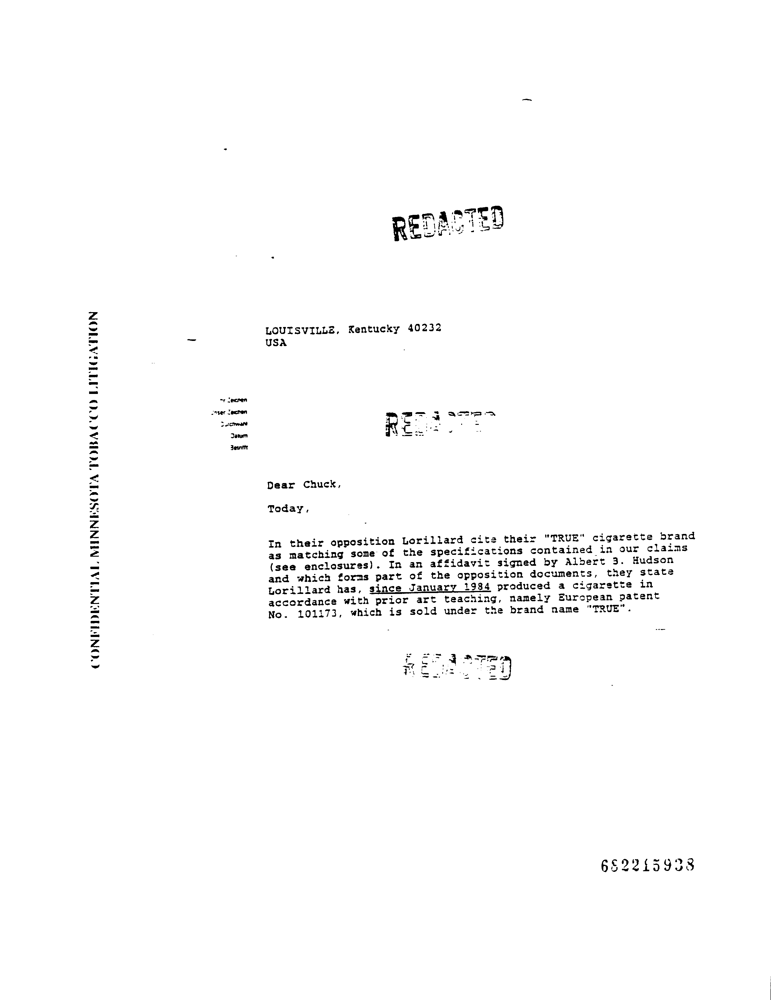 REDACTED
LOUISVILLE, Kentucky 40232
USA
Zeichen
Unser Zeichen
Durchwahl
Datum
Betrifft
REDACTED
Dear Chuck,
Today,
In their opposition Lorillard cite their "TRUE" cigarette brand
as matching some of the specifications contained in our claims
(see enclosures). In an affidavit signed by Albert B. Hudson
and which forms part of the opposition documents, they state
Lorillard has, since January 1984 produced a cigarette in
accordance with prior art teaching, namely European patent
No. 101173, which is sold under the brand name "TRUE".
REDACTED
CONFIDENTIAL MINNESOTA TOBACCO LITIGATION
682215938